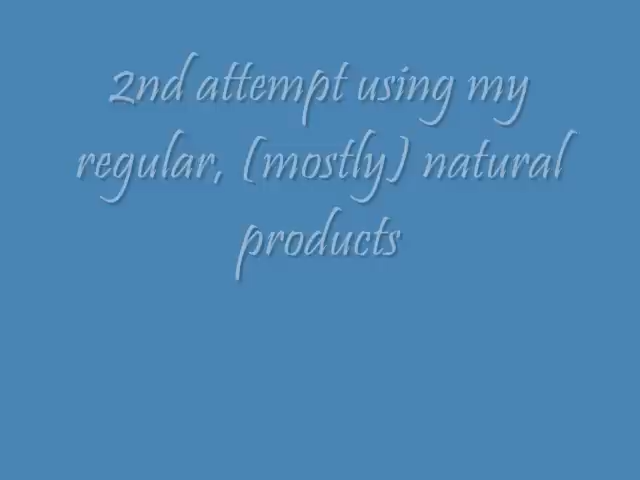 2nd attempt using my
regular, (mostly) natural
products